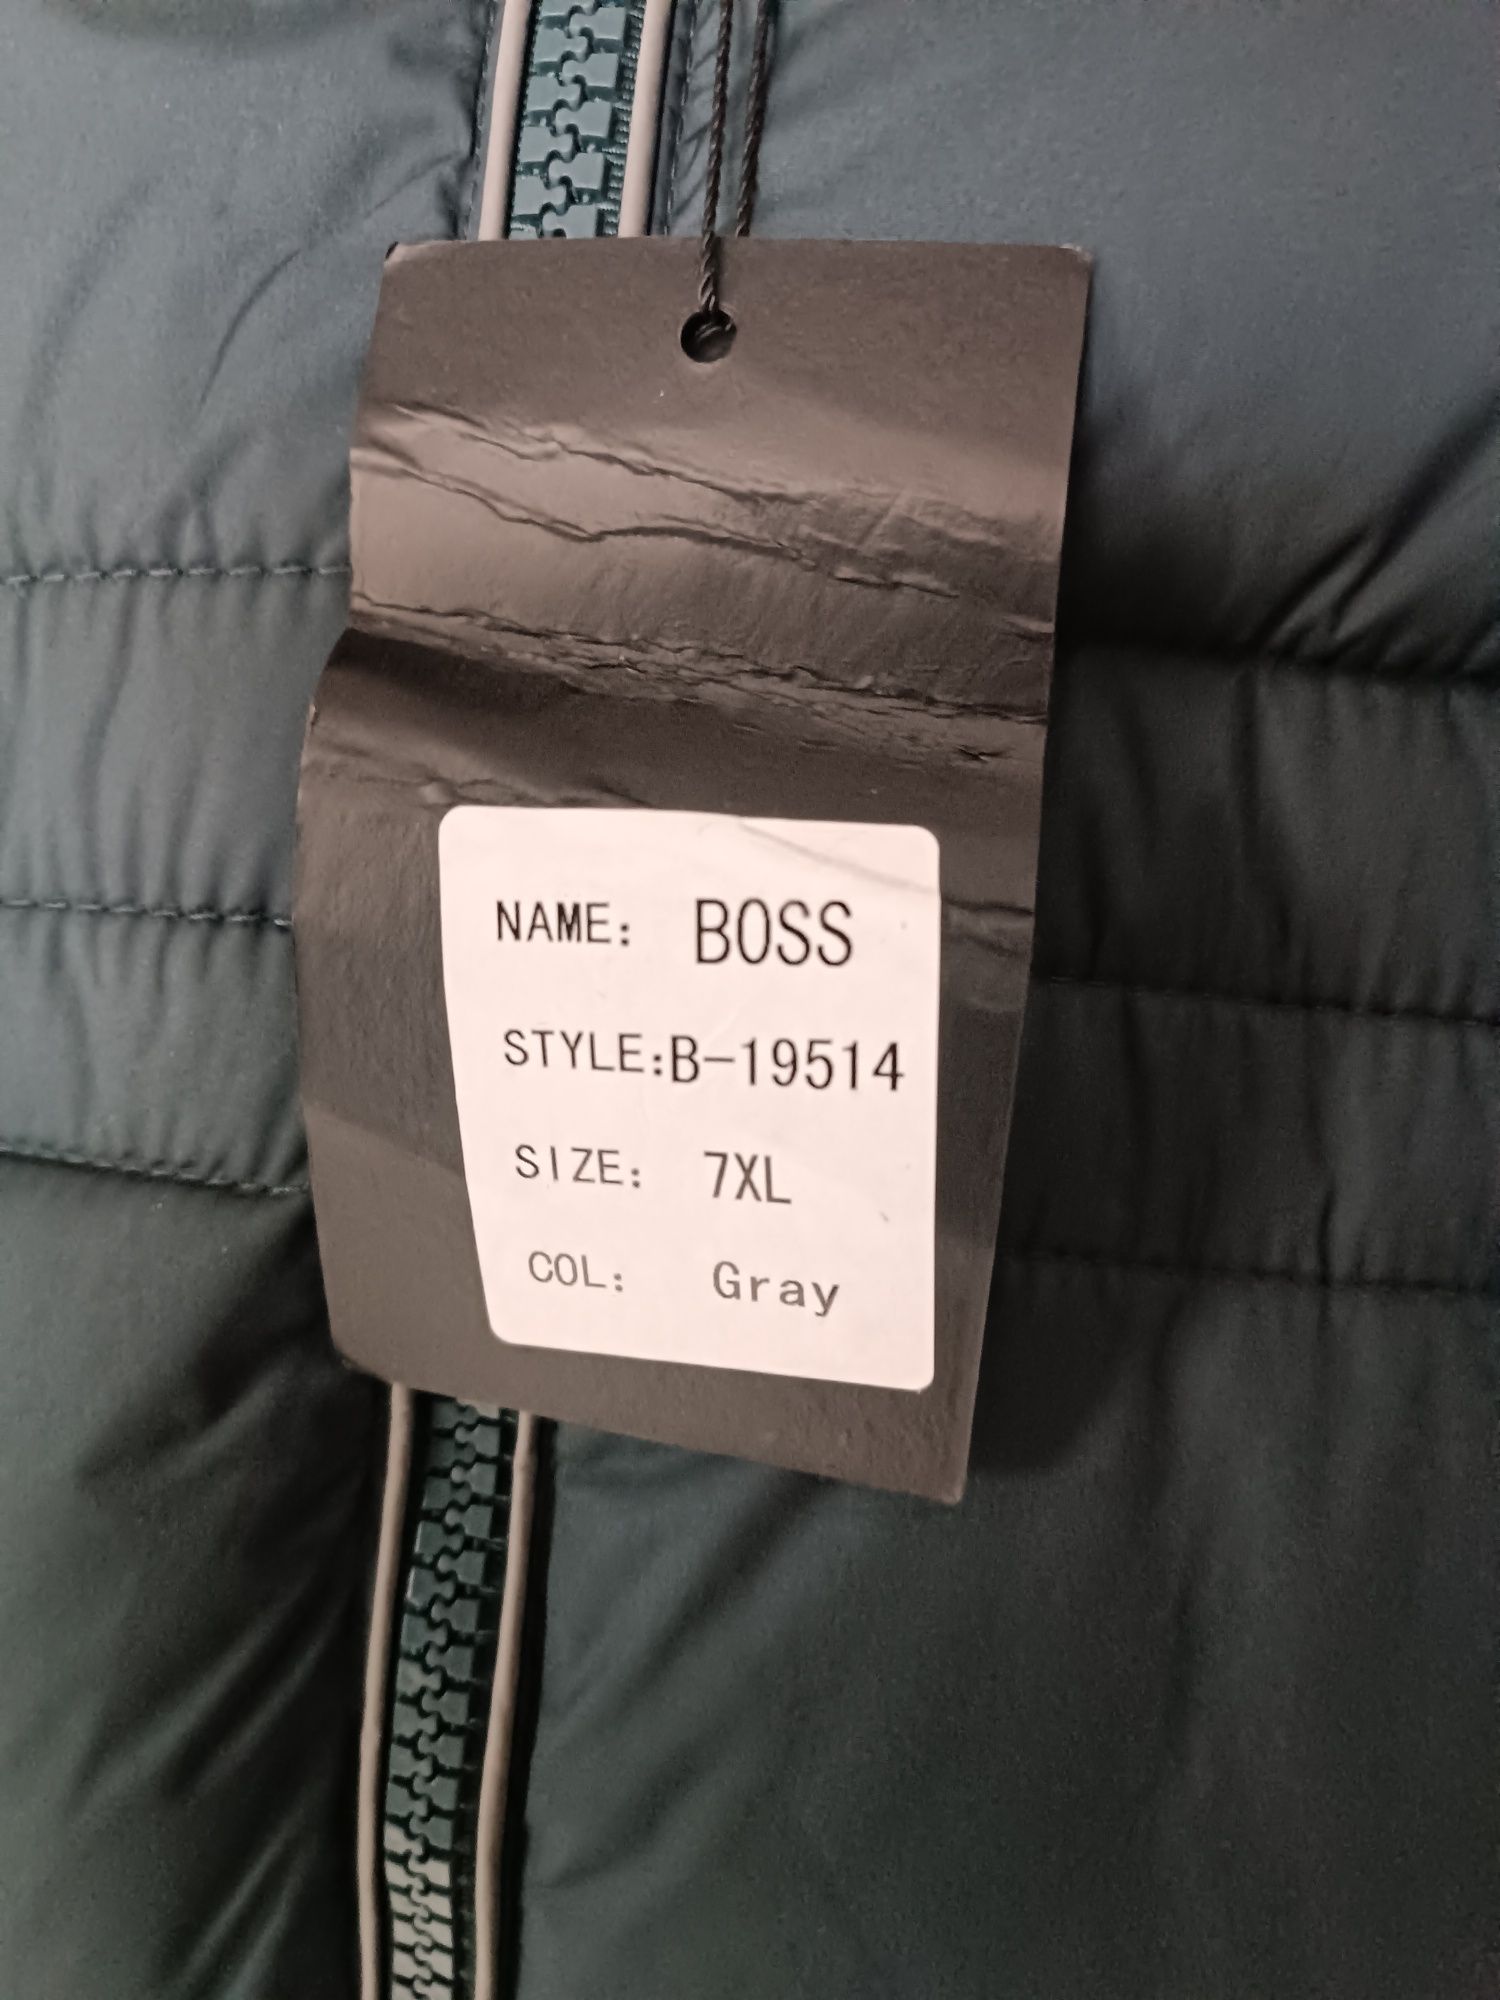 NAME: BOSS
STYLE:B-19514
SIZE: 7XL
COL: Gray